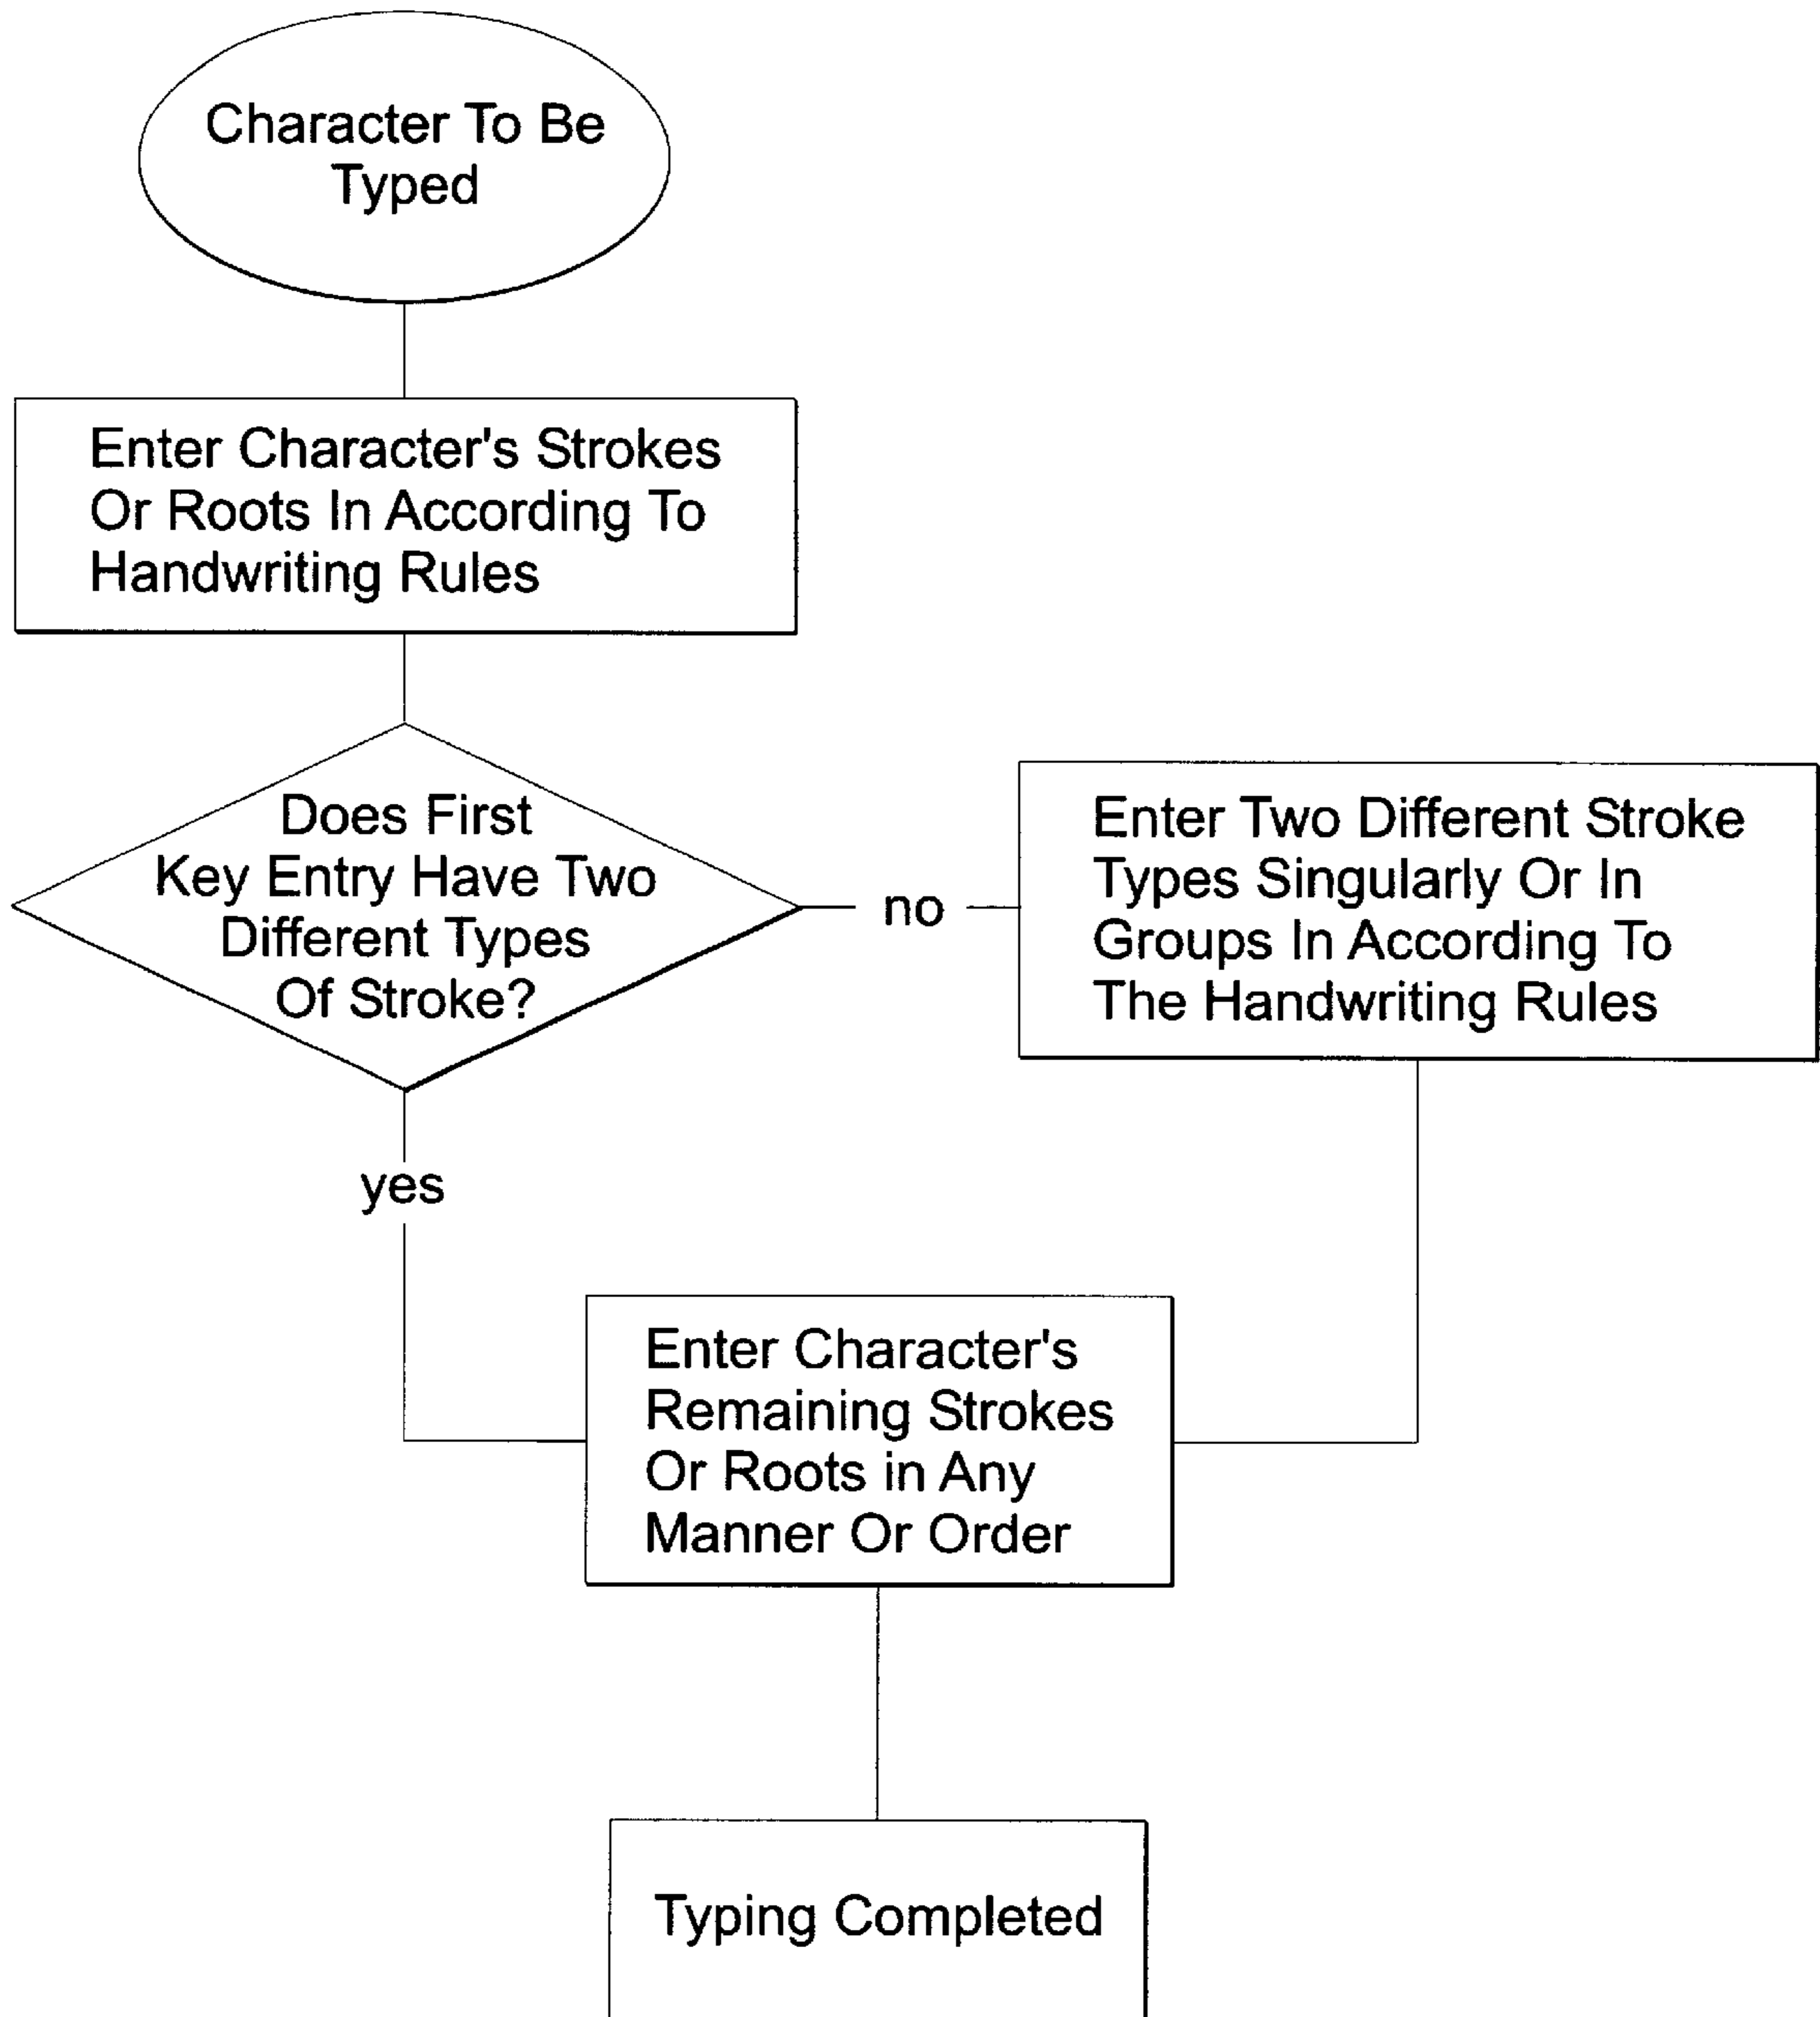 Character To Be
Typed
Enter Character's Strokes
Or Roots In According To
Handwriting Rules
Does First
Key Entry Have Two
Different Types
Of Stroke?
no
Enter Two Different Stroke
Types Singularly Or In
Groups In According To
The Handwriting Rules
yes
Enter Character's
Remaining Strokes
Or Roots in Any
Manner Or Order
Typing Completed